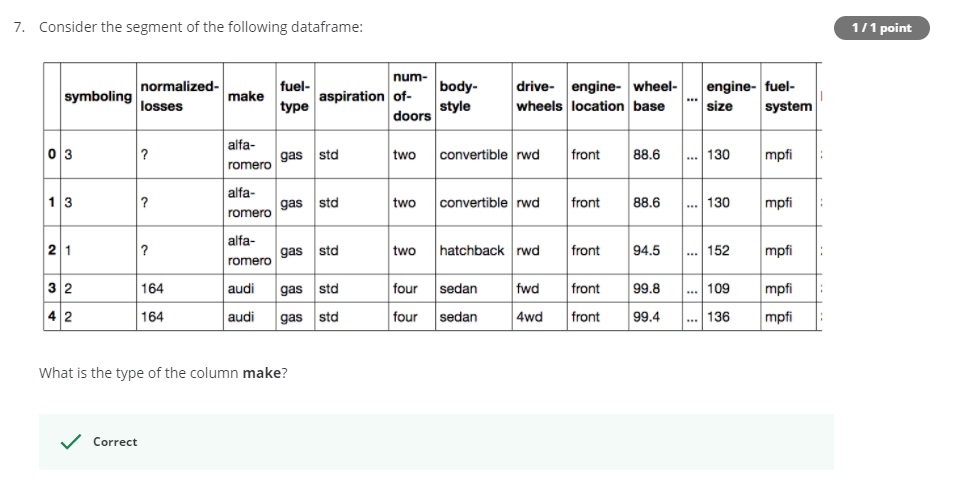 7. Consider the segment of the following dataframe:
1 / 1 point
symboling normalized-losses make fuel-type aspiration num-of-doors body-style drive-wheels engine-location wheel-base ... engine-size fuel-system
0 3 ? alfa-romero gas std two convertible rwd front 88.6 ... 130 mpfi
1 3 ? alfa-romero gas std two convertible rwd front 88.6 ... 130 mpfi
2 1 ? alfa-romero gas std two hatchback rwd front 94.5 ... 152 mpfi
3 2 164 audi gas std four sedan fwd front 99.8 ... 109 mpfi
4 2 164 audi gas std four sedan 4wd front 99.4 ... 136 mpfi
What is the type of the column make?
Correct